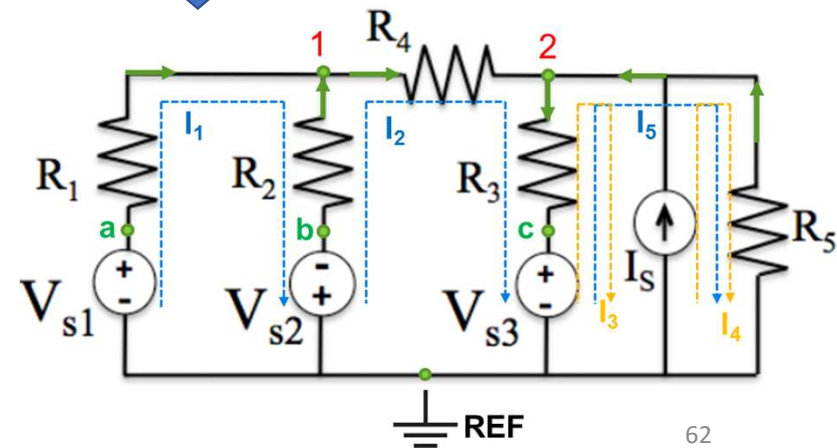 R4
1
2
I1
I2
I5
R1
R2
R3
R5
a
b
c
+
-
-
+
+
-
Vs1
Vs2
Vs3
IS
I3
I4
REF
62